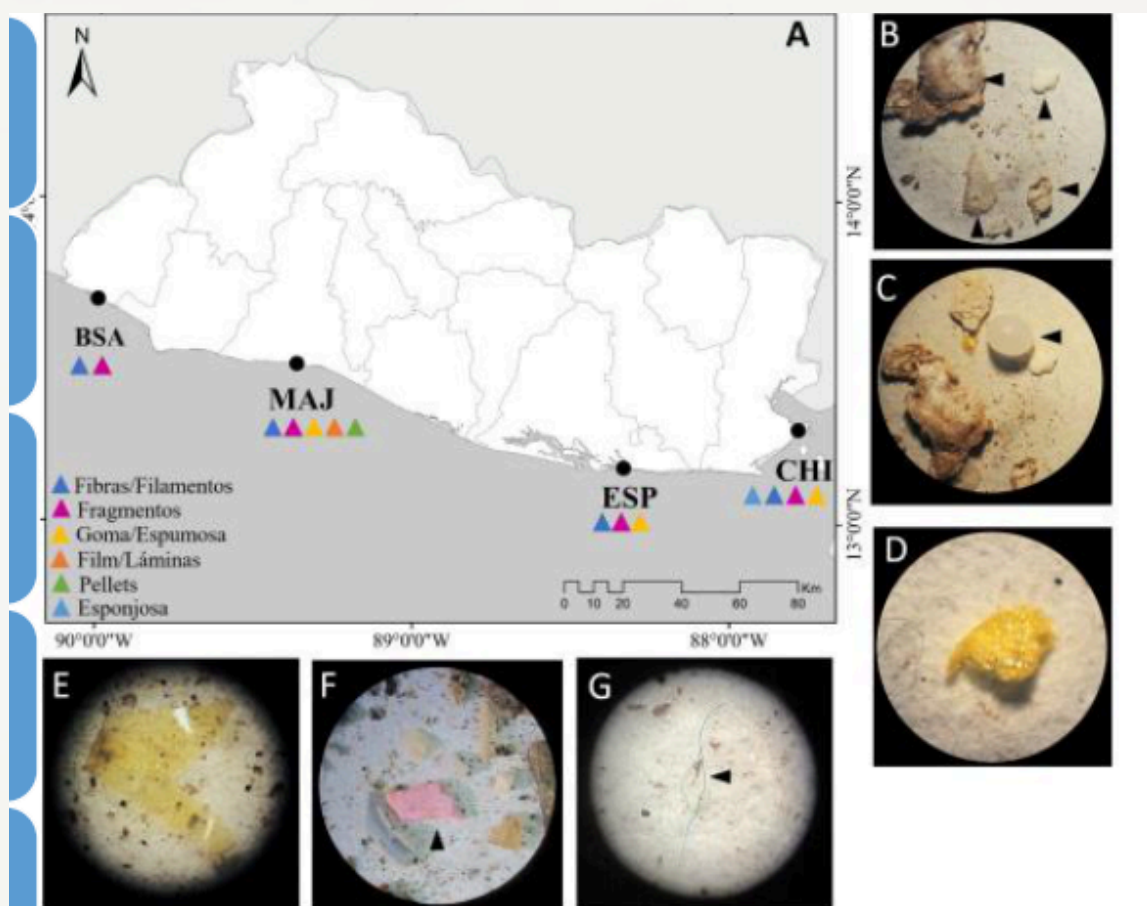 N
A
BSA
MAJ
ESP
CHI
Fibras/Filamentos
Fragmentos
Goma/Espumosa
Film/Láminas
Pellets
Esponjosa
0 10 20 40 60 80 Km
90°0'0"W 89°0'0"W 88°0'0"W
14°0'0"N
13°0'0"N
B
C
D
E
F
G